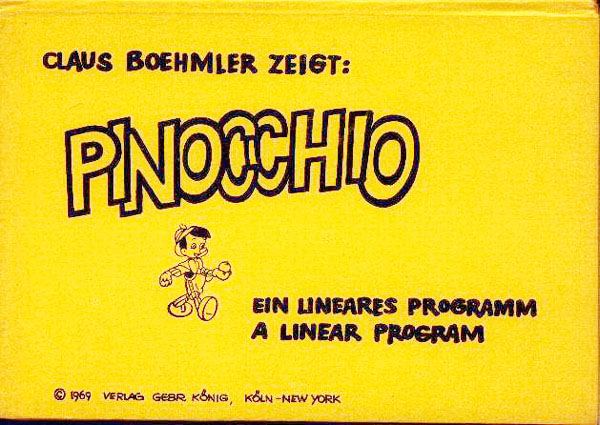 CLAUS BOEHMLER ZEIGT:
PINOCCHIO
EIN LINEARES PROGRAMM
A LINEAR PROGRAM
© 1969 VERLAG GEBR. KÖNIG, KÖLN-NEW YORK